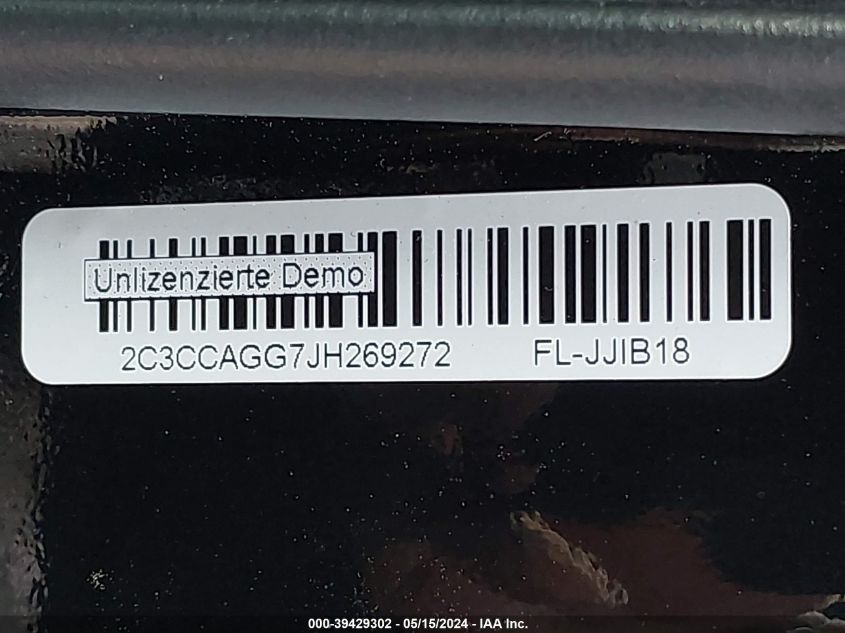 Unlizenzierte Demo
2C3CCAGG7JH269272 FL-JJIB18
000-39429302 - 05/15/2024 - IAA Inc.